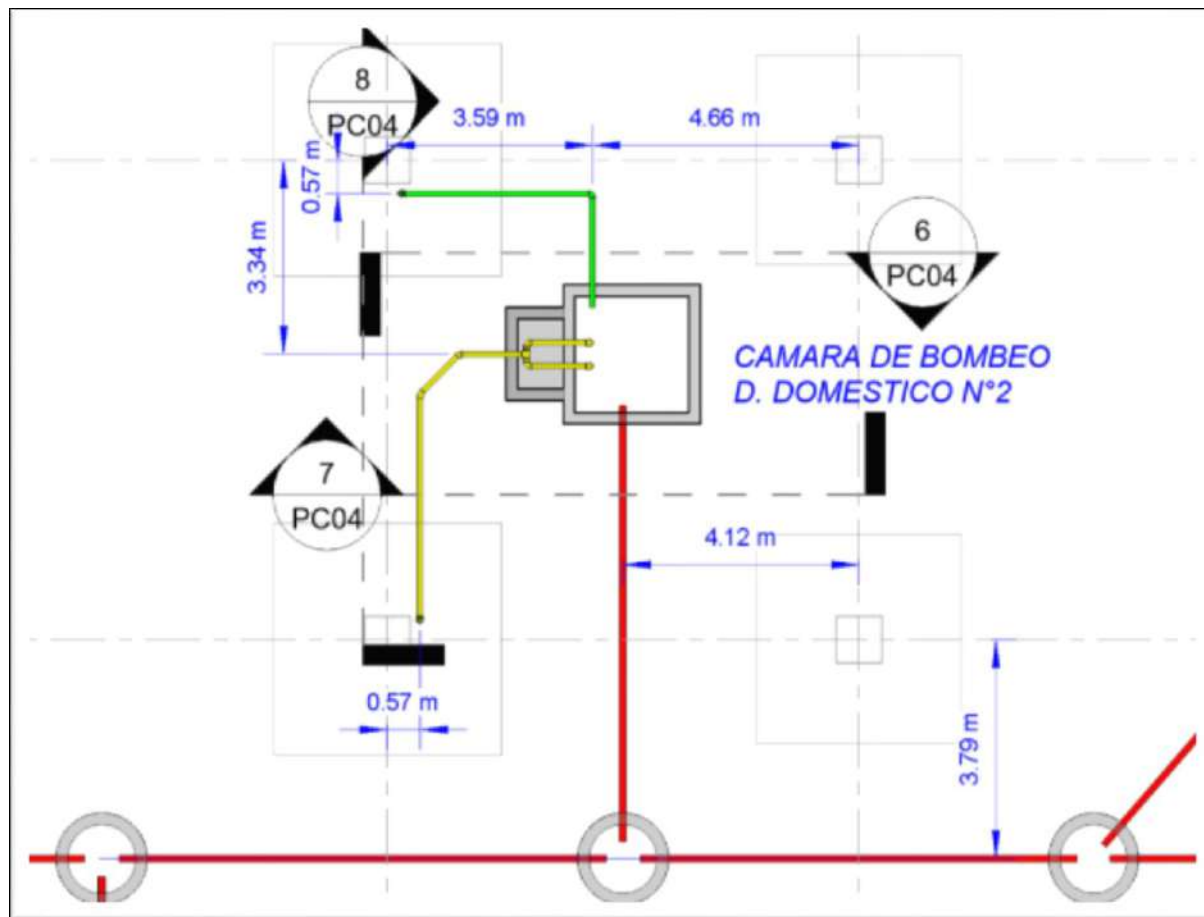 8
PC04
3.59 m
4.66 m
0.57 m
3.34 m
6
PC04
CAMARA DE BOMBEO
D. DOMESTICO N°2
7
PC04
4.12 m
0.57 m
3.79 m